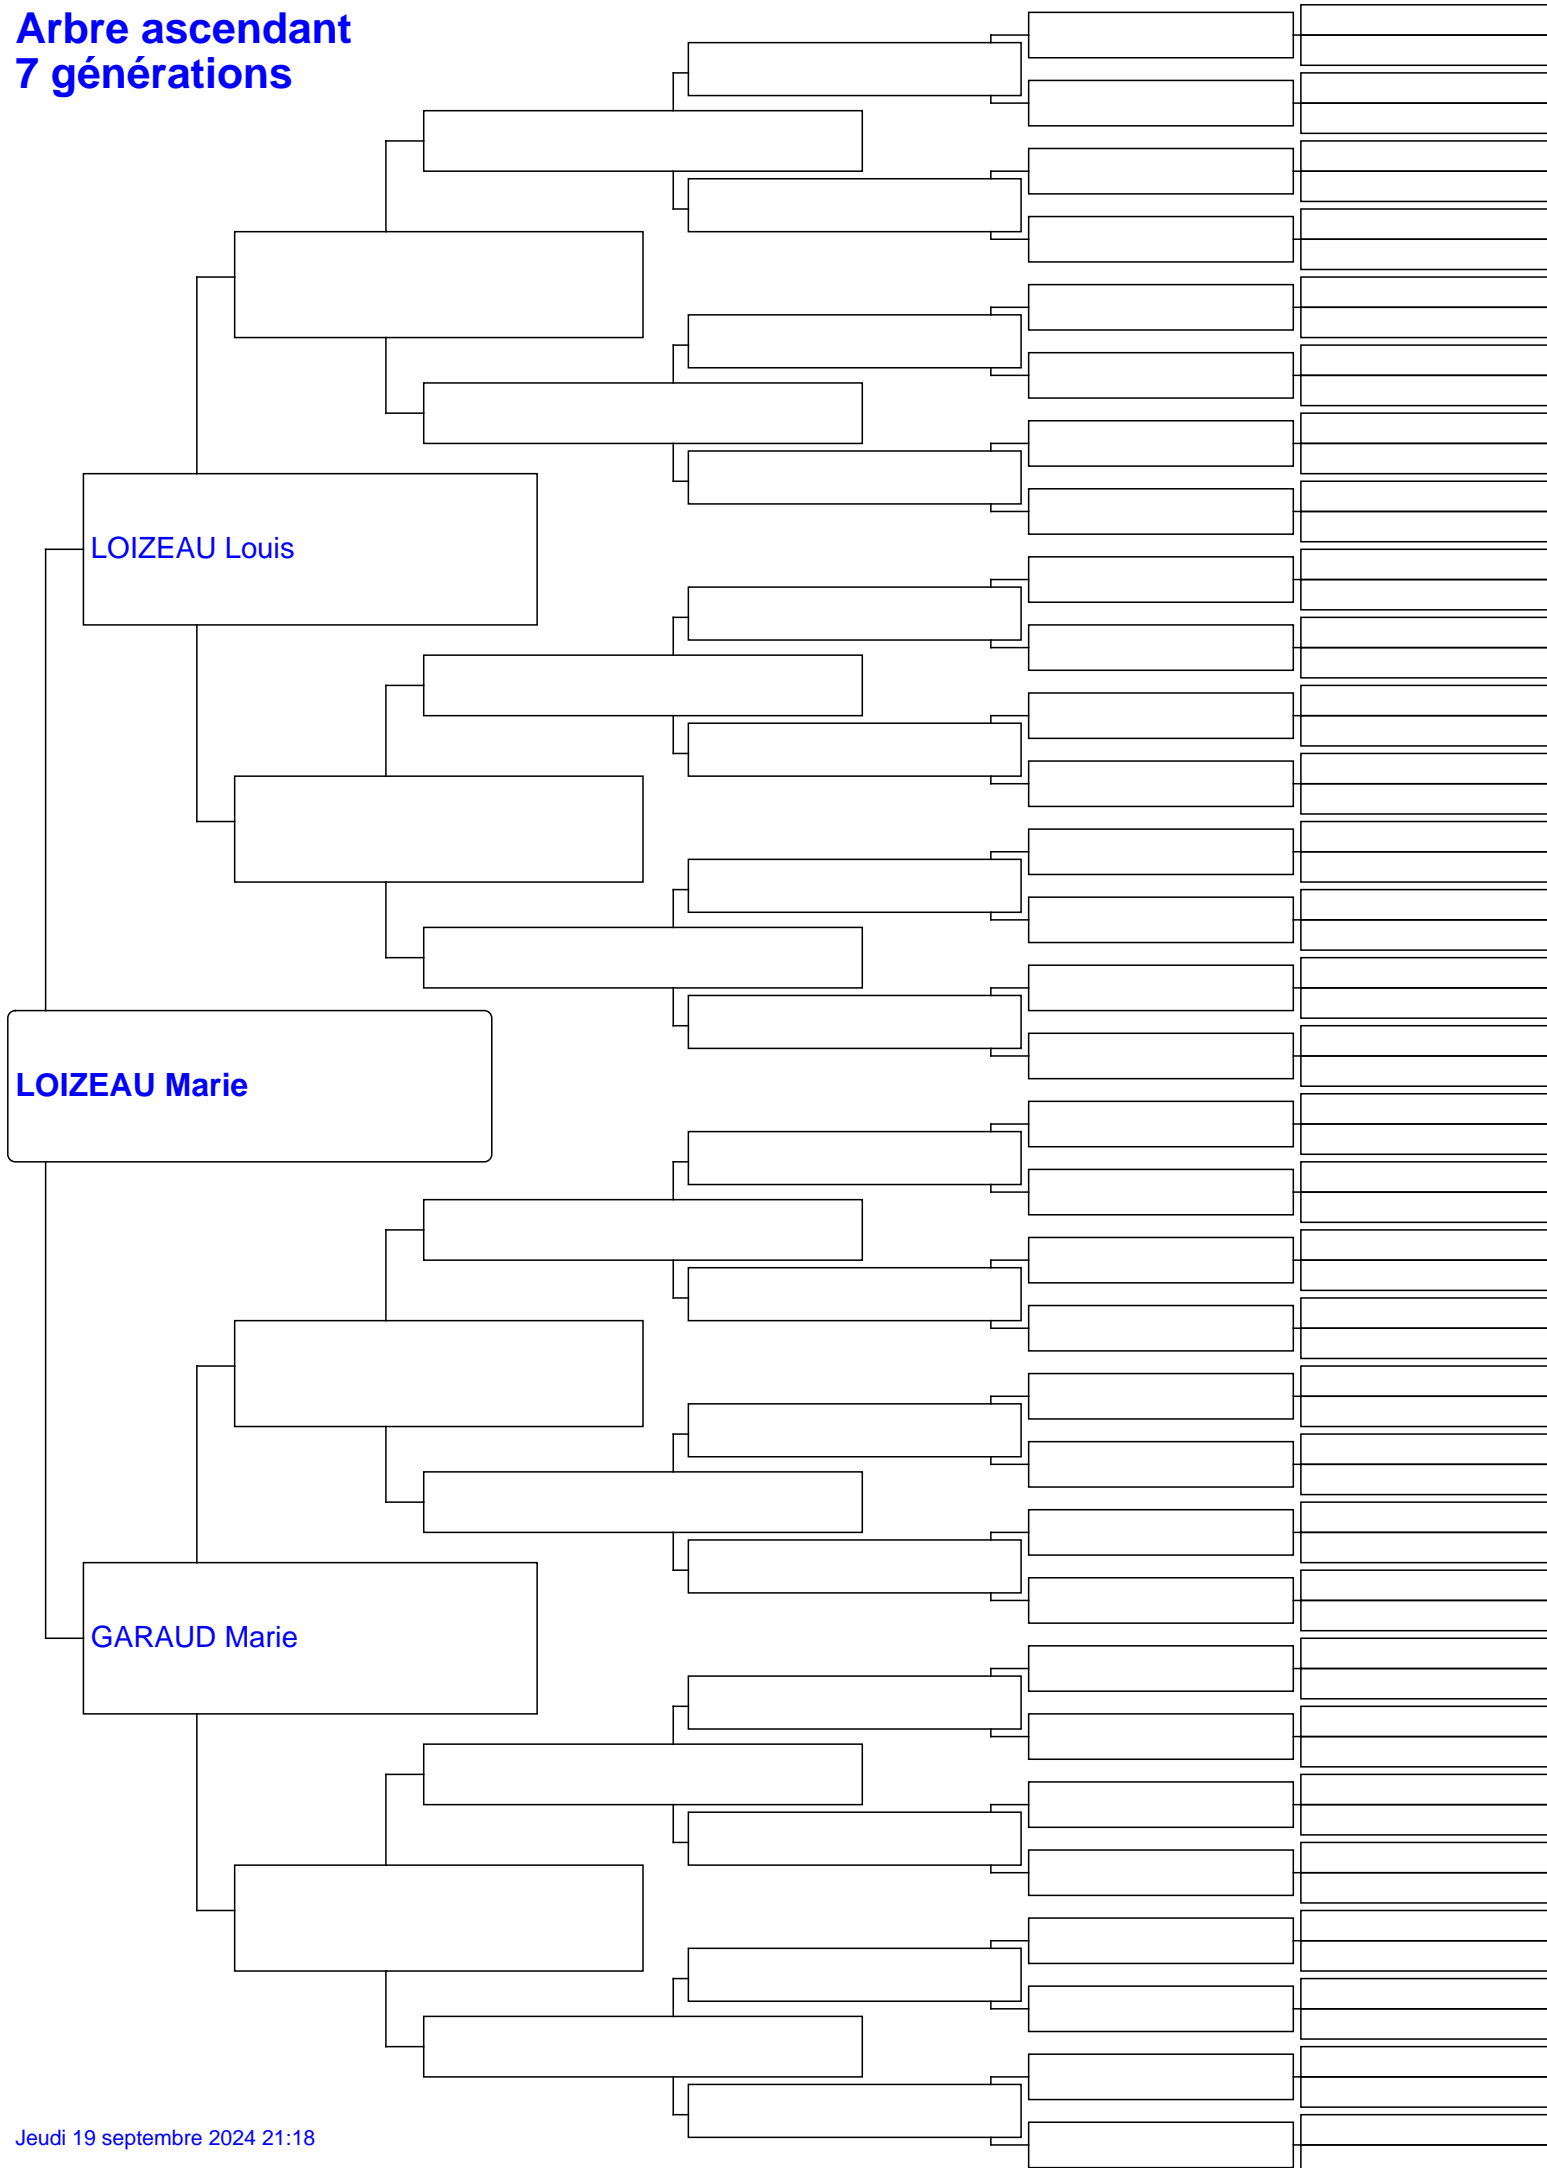 Arbre ascendant
7 générations
LOIZEAU Louis
LOIZEAU Marie
GARAUD Marie
Jeudi 19 septembre 2024 21:18